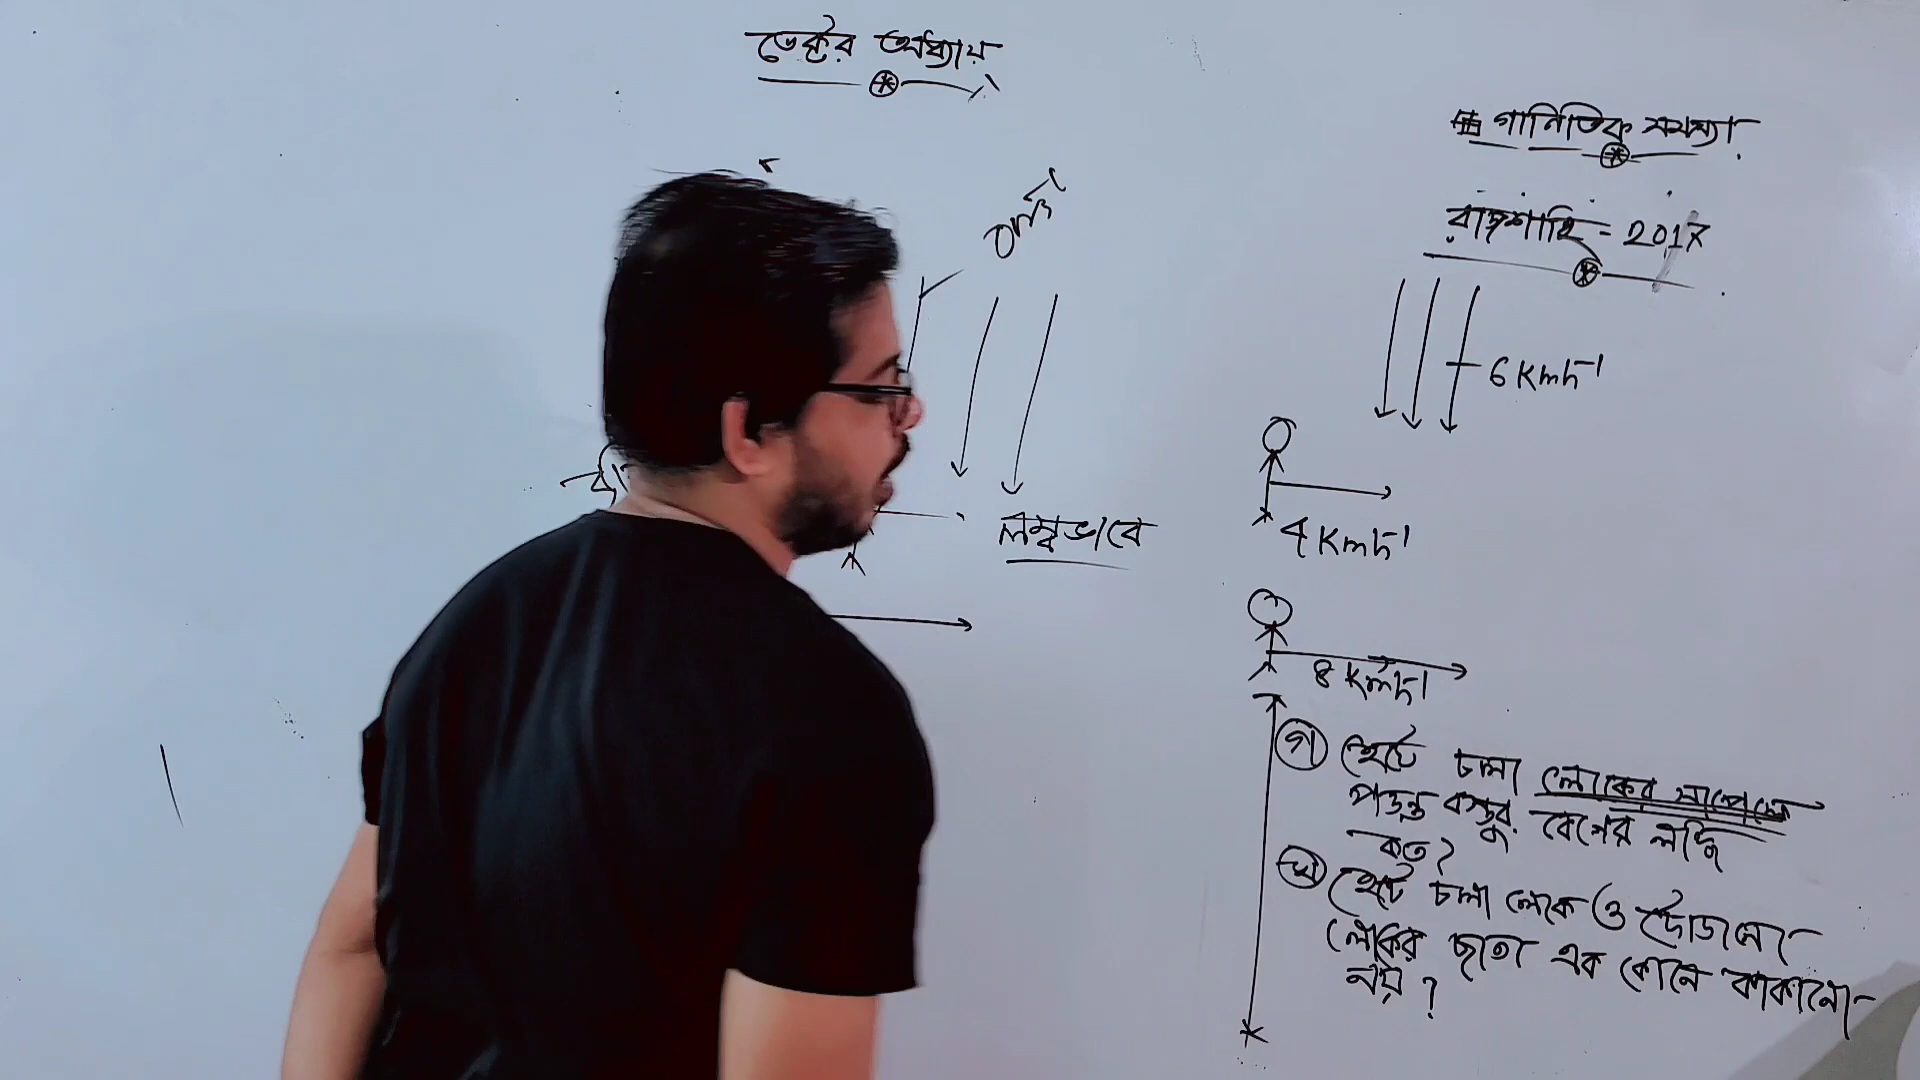 ভেক্টর অধ্যায়
গানিতিক সমস্যা
রাজশাহি - 2017
6 Kmh⁻¹
4 Kmh⁻¹
লম্বভাবে
8 Kmh⁻¹
গ) হেটে চলা লোকের সাপেক্ষে
পড়ন্ত বস্তুর বেগের লব্ধি
কত?
ঘ) হেটে চলা লোক ও দৌড়ানো
লোকের ছাতা এক কোনে বাকানো
নয়?